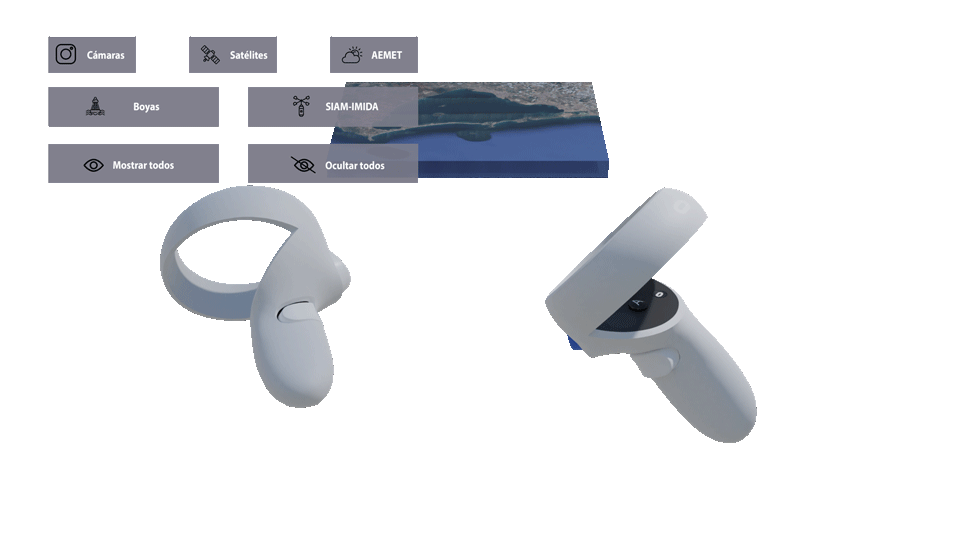 Cámaras
Satélites
AEMET
Boyas
SIAM-IMIDA
Mostrar todos
Ocultar todos
A